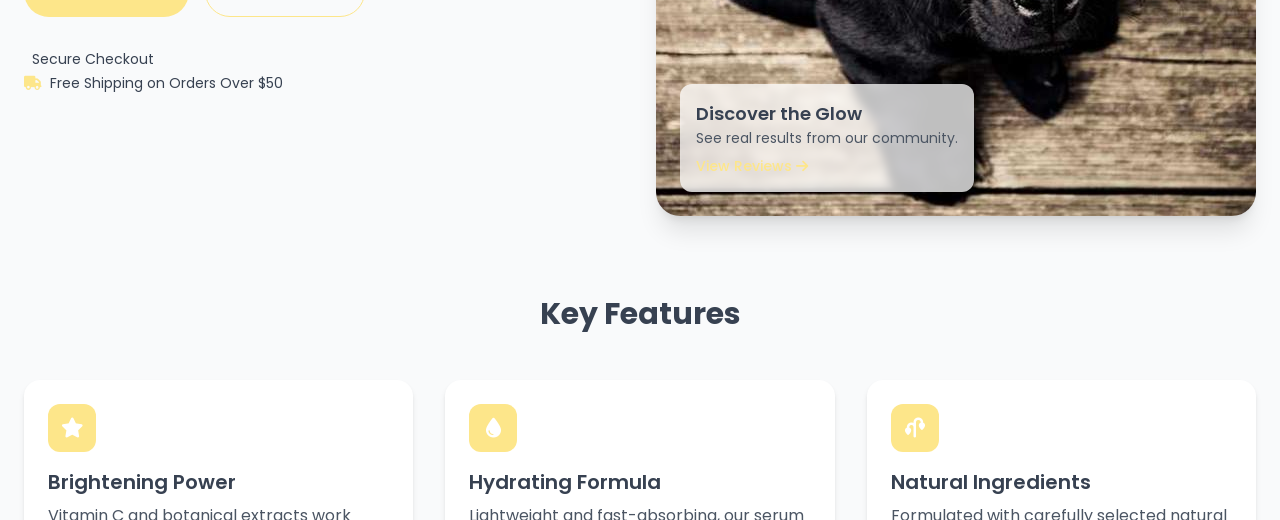 Secure Checkout
Free Shipping on Orders Over $50
Discover the Glow
See real results from our community.
View Reviews
Key Features
Brightening Power
Vitamin C and botanical extracts work
Hydrating Formula
Lightweight and fast-absorbing, our serum
Natural Ingredients
Formulated with carefully selected natural